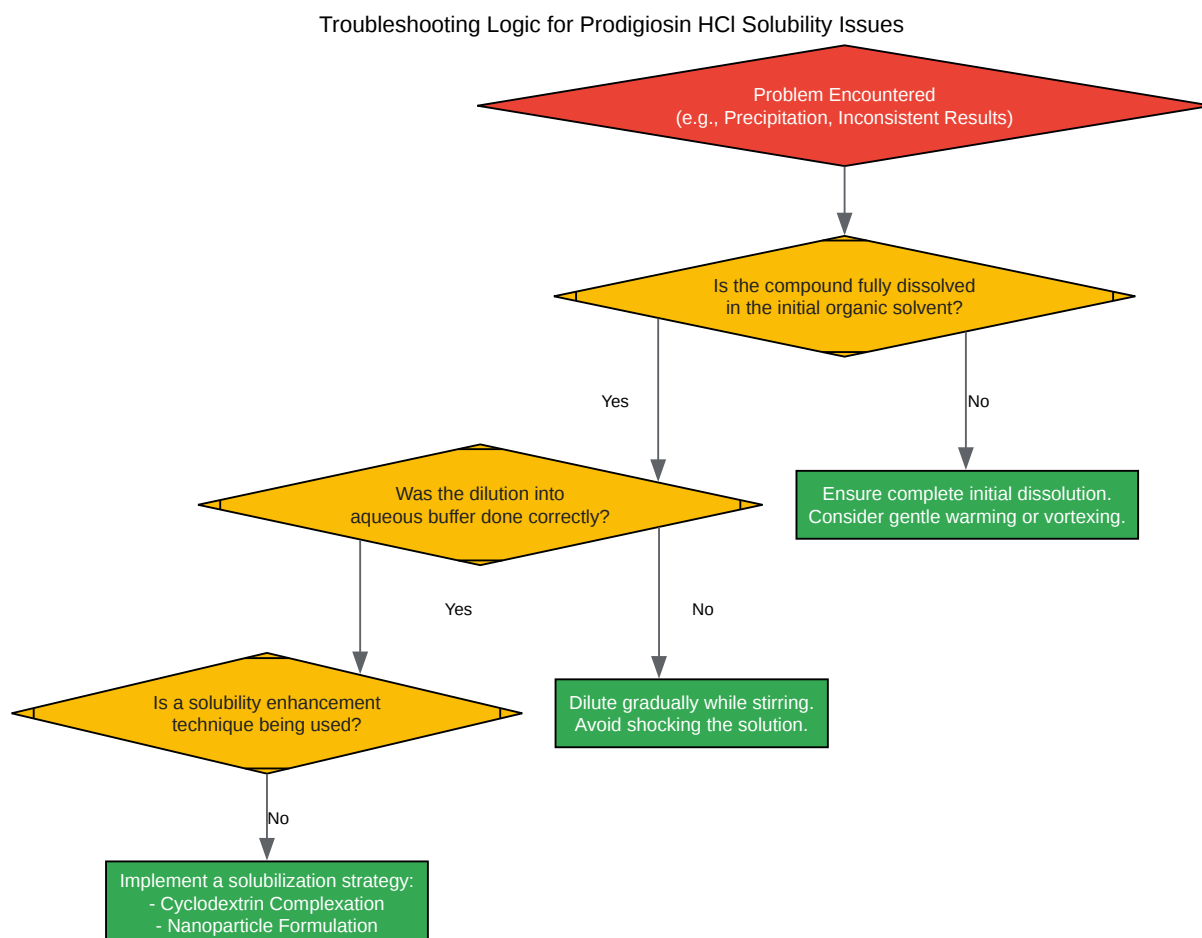 Troubleshooting Logic for Prodigiosin HCl Solubility Issues
Problem Encountered
(e.g., Precipitation, Inconsistent Results)
Is the compound fully dissolved
in the initial organic solvent?
Yes
No
Was the dilution into
aqueous buffer done correctly?
Ensure complete initial dissolution.
Consider gentle warming or vortexing.
Yes
No
Is a solubility enhancement
technique being used?
Dilute gradually while stirring.
Avoid shocking the solution.
No
Implement a solubilization strategy:
- Cyclodextrin Complexation
- Nanoparticle Formulation